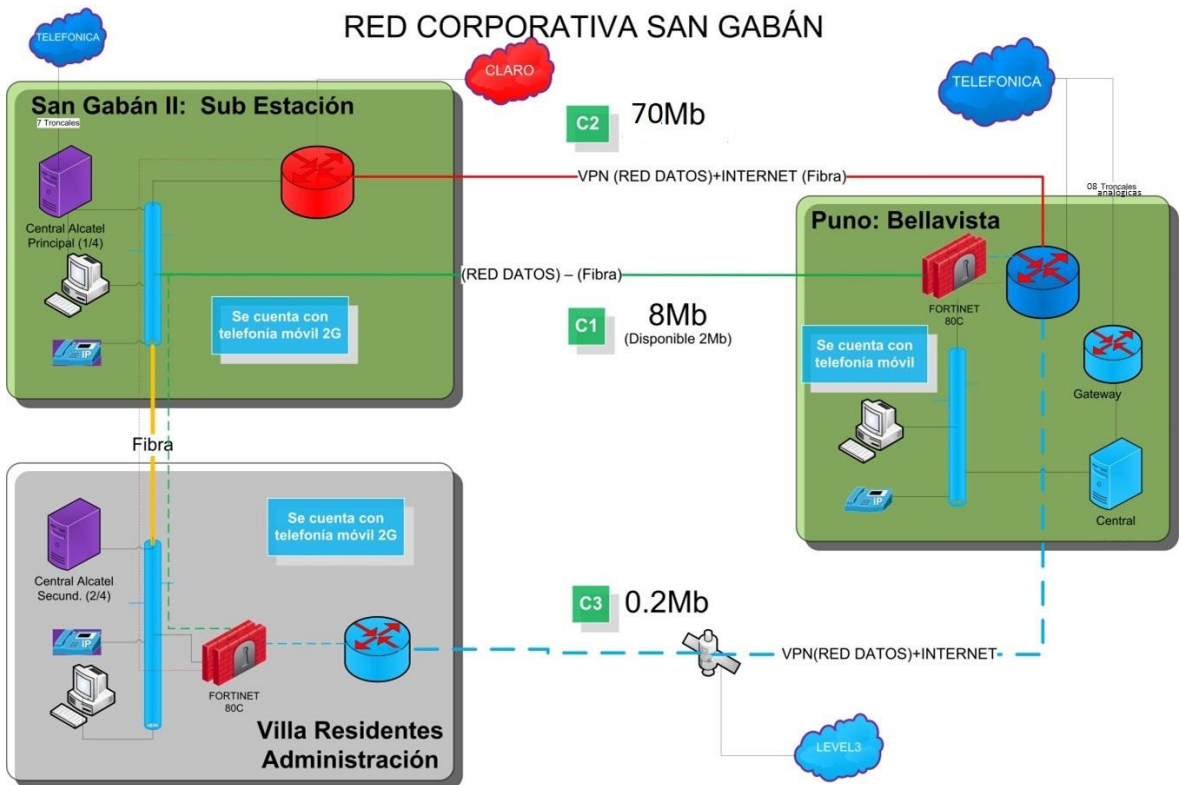 RED CORPORATIVA SAN GABÁN
TELEFONICA
CLARO
TELEFONICA
San Gabán II: Sub Estación
7 Troncales
C2
70Mb
VPN (RED DATOS)+INTERNET (Fibra)
08 Troncales
analógicas
Central Alcatel
Principal (1/4)
Puno: Bellavista
(RED DATOS) – (Fibra)
FORTINET
80C
Se cuenta con
telefonía móvil 2G
C1
8Mb
(Disponible 2Mb)
Se cuenta con
telefonía móvil
IP
Gateway
Fibra
Se cuenta con
telefonía móvil 2G
IP
Central
Central Alcatel
Secund. (2/4)
C3
0.2Mb
IP
VPN(RED DATOS)+INTERNET
FORTINET
80C
Villa Residentes
Administración
LEVEL3